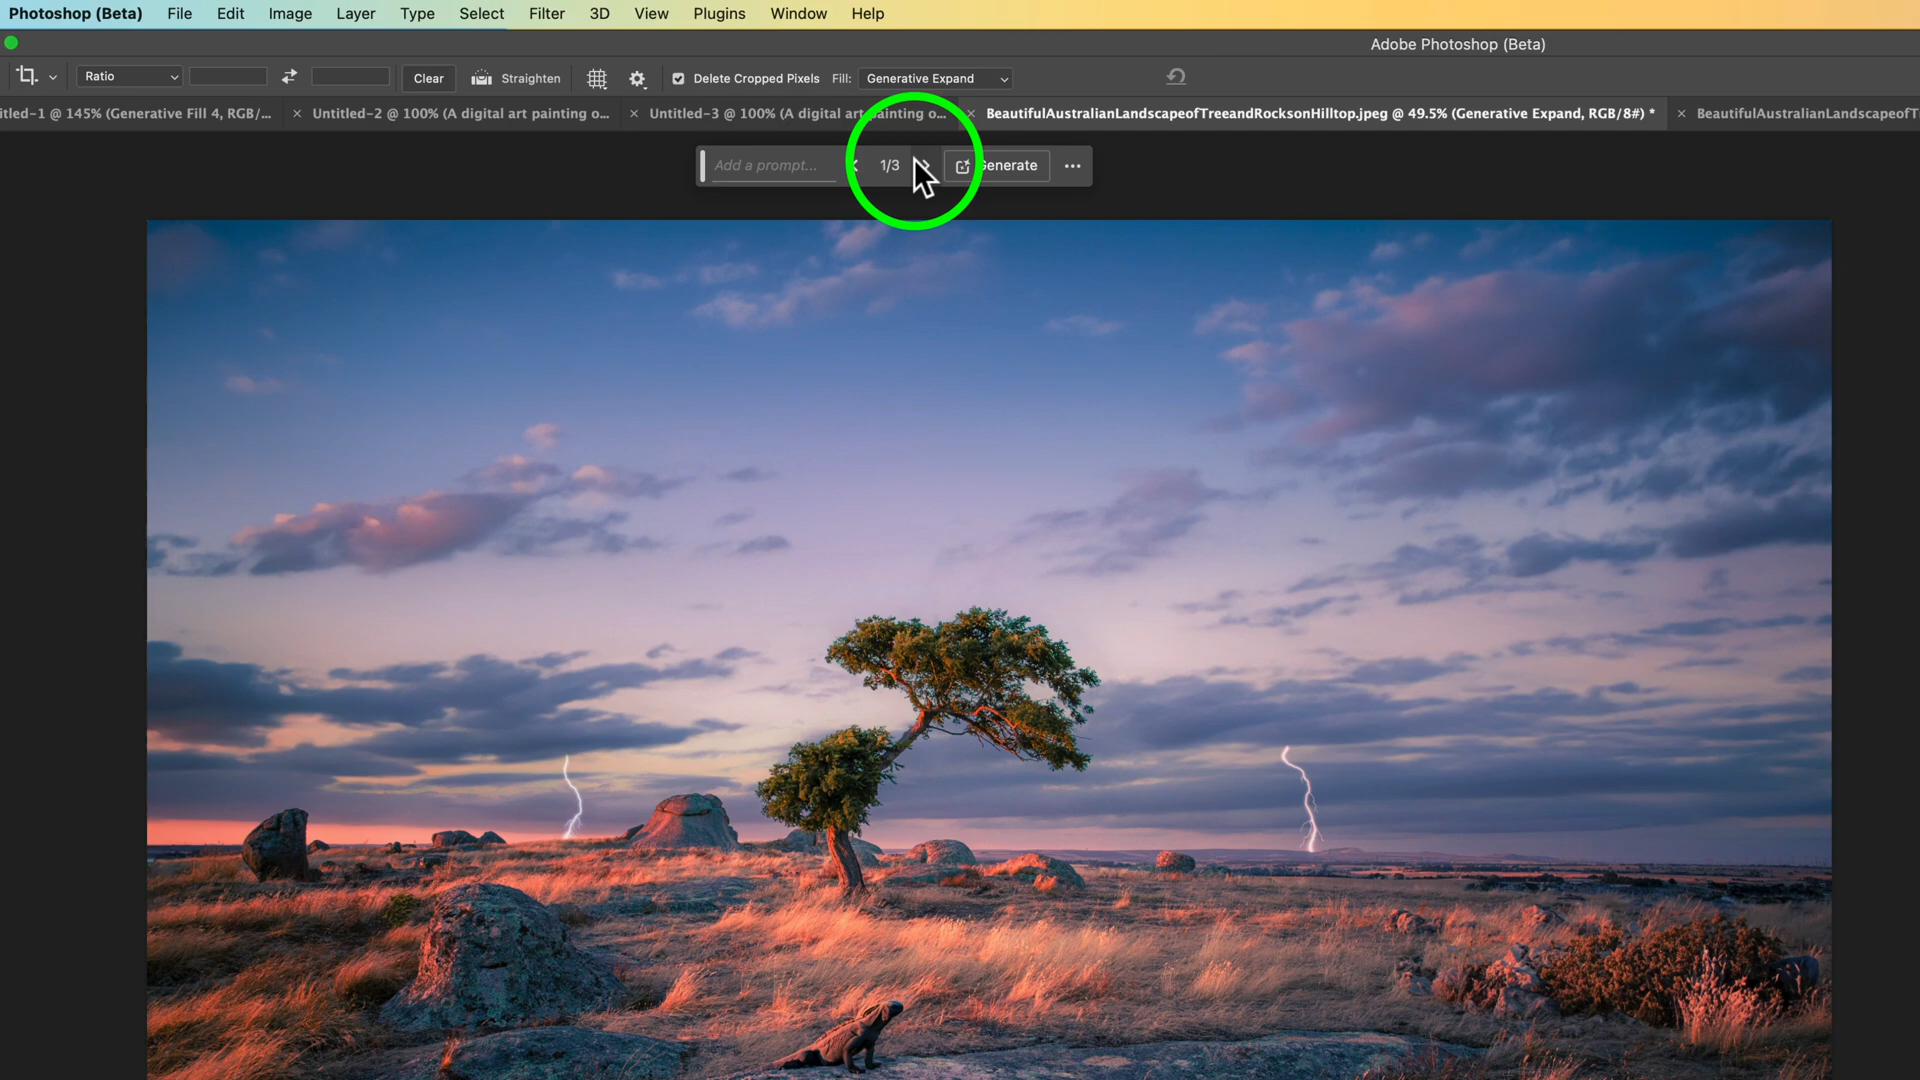 Photoshop (Beta) File Edit Image Layer Type Select Filter 3D View Plugins Window Help
Adobe Photoshop (Beta)
Ratio Clear Straighten Delete Cropped Pixels Fill: Generative Expand
itled-1 @ 145% (Generative Fill 4, RGB/... × Untitled-2 @ 100% (A digital art painting o... × Untitled-3 @ 100% (A digital art painting o... × BeautifulAustralianLandscapeofTreeandRocksonHilltop.jpeg @ 49.5% (Generative Expand, RGB/8#) * × BeautifulAustralianLandscapeofT
Add a prompt... 1/3 Generate ...